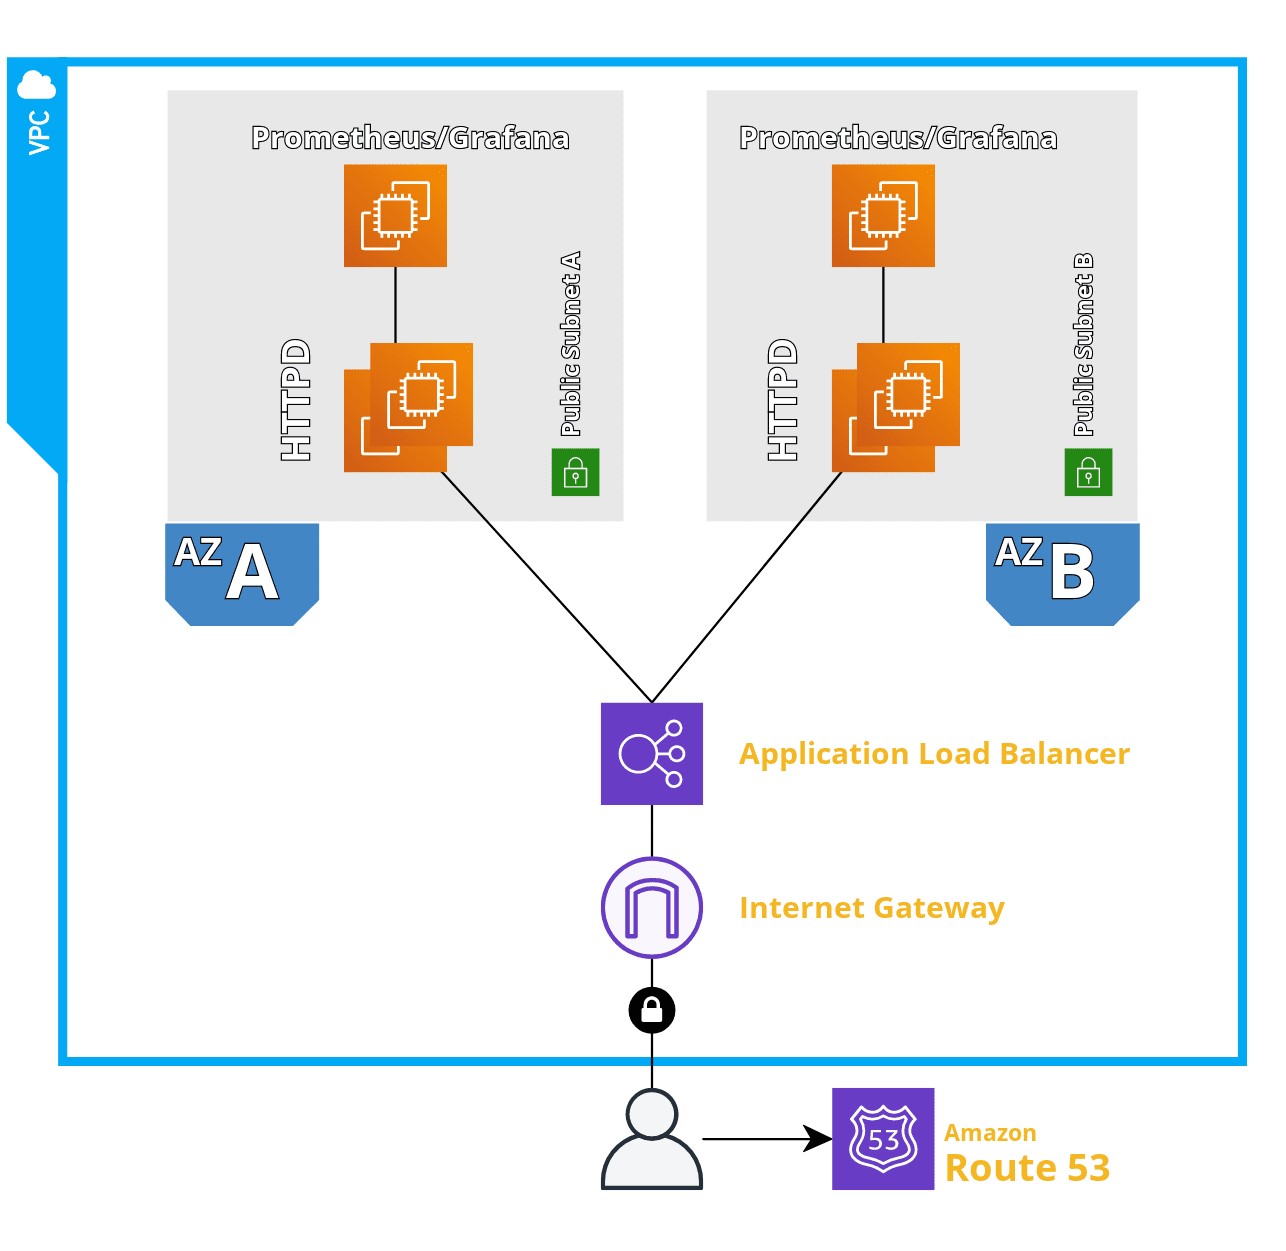 VPC
Prometheus/Grafana
HTTPD
Public Subnet A
AZ A
Prometheus/Grafana
HTTPD
Public Subnet B
AZ B
Application Load Balancer
Internet Gateway
53
Amazon
Route 53